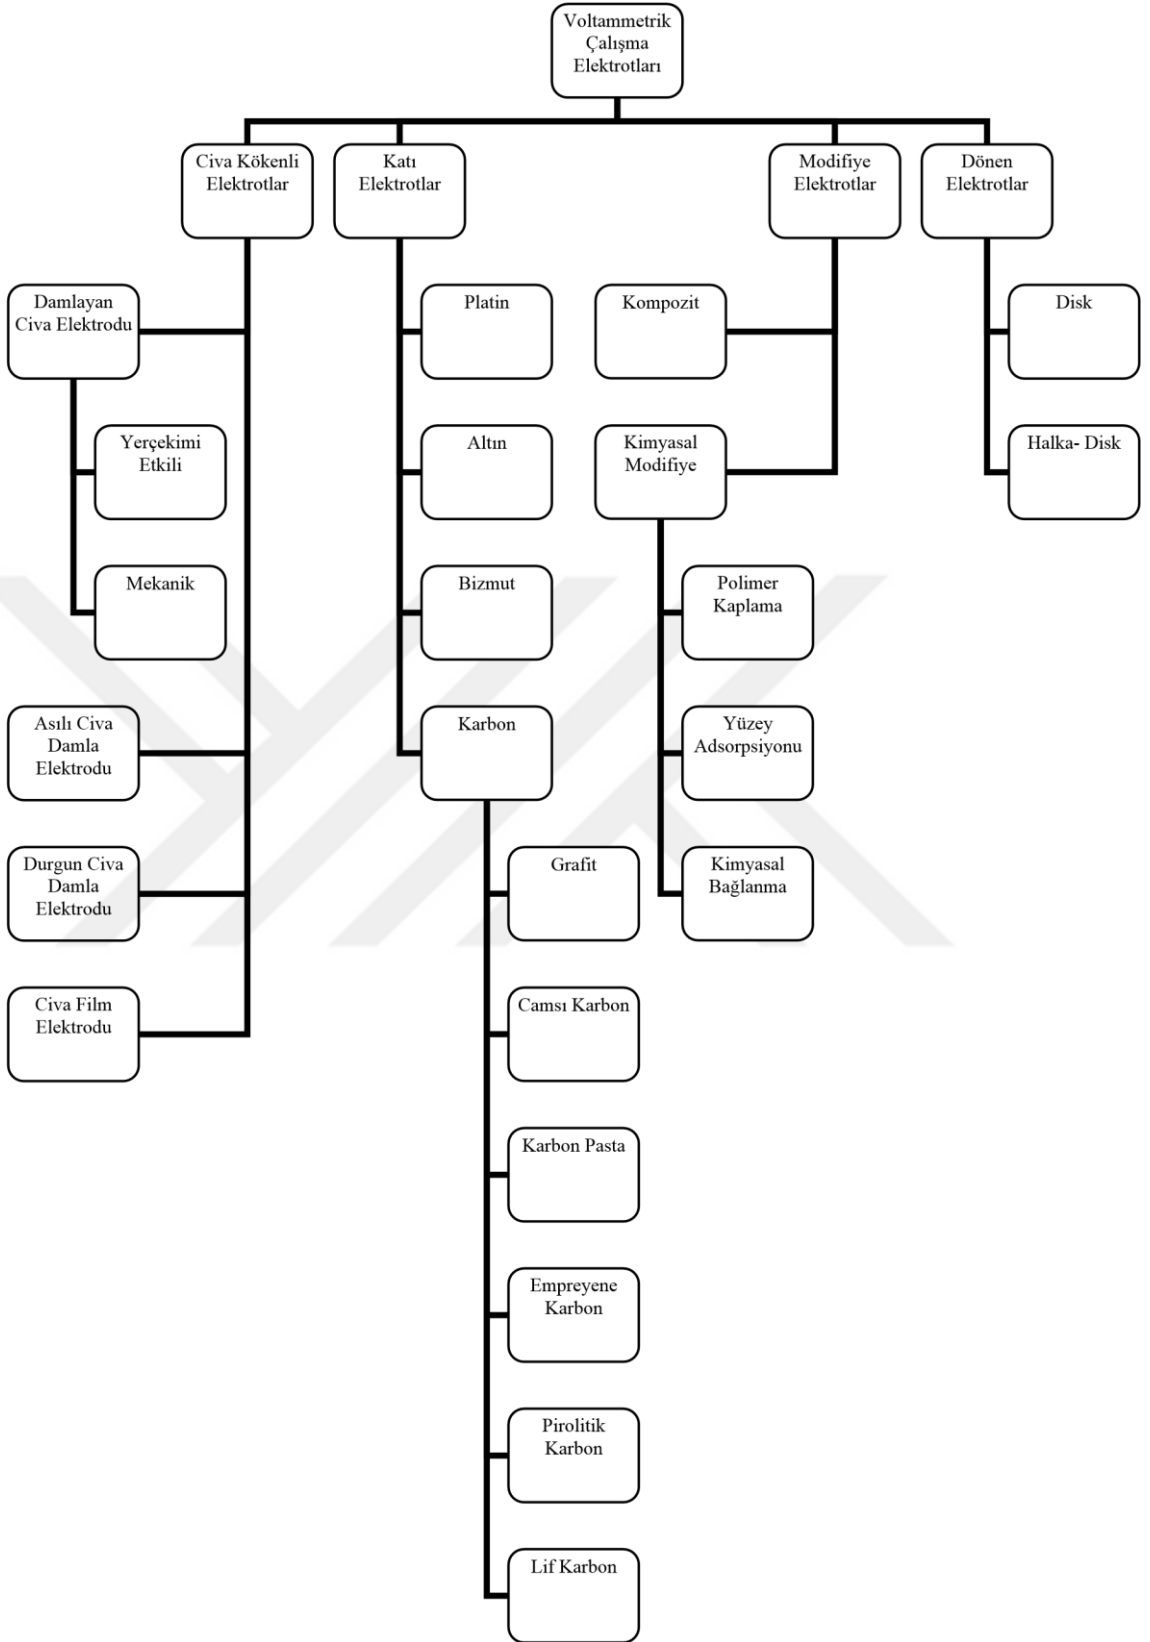 Voltammetrik
Çalışma
Elektrotları
Civa Kökenli
Elektrotlar
Katı
Elektrotlar
Modifiye
Elektrotlar
Dönen
Elektrotlar
Damlayan
Civa Elektrodu
Platin
Kompozit
Disk
Yerçekimi
Etkili
Altın
Kimyasal
Modifiye
Halka- Disk
Mekanik
Bizmut
Polimer
Kaplama
Asılı Civa
Damla
Elektrodu
Karbon
Yüzey
Adsorpsiyonu
Durgun Civa
Damla
Elektrodu
Grafit
Kimyasal
Bağlanma
Civa Film
Elektrodu
Camsı Karbon
Karbon Pasta
Empreyene
Karbon
Pirolitik
Karbon
Lif Karbon